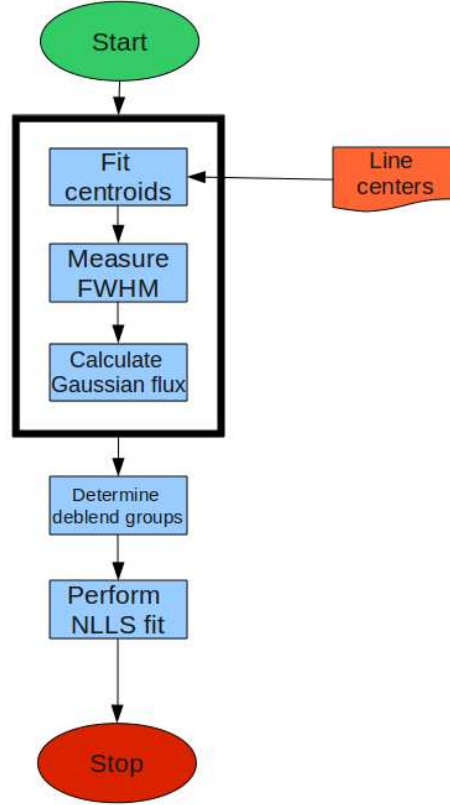 Start
Fit
centroids
Line
centers
Measure
FWHM
Calculate
Gaussian flux
Determine
deblend groups
Perform
NLLS fit
Stop